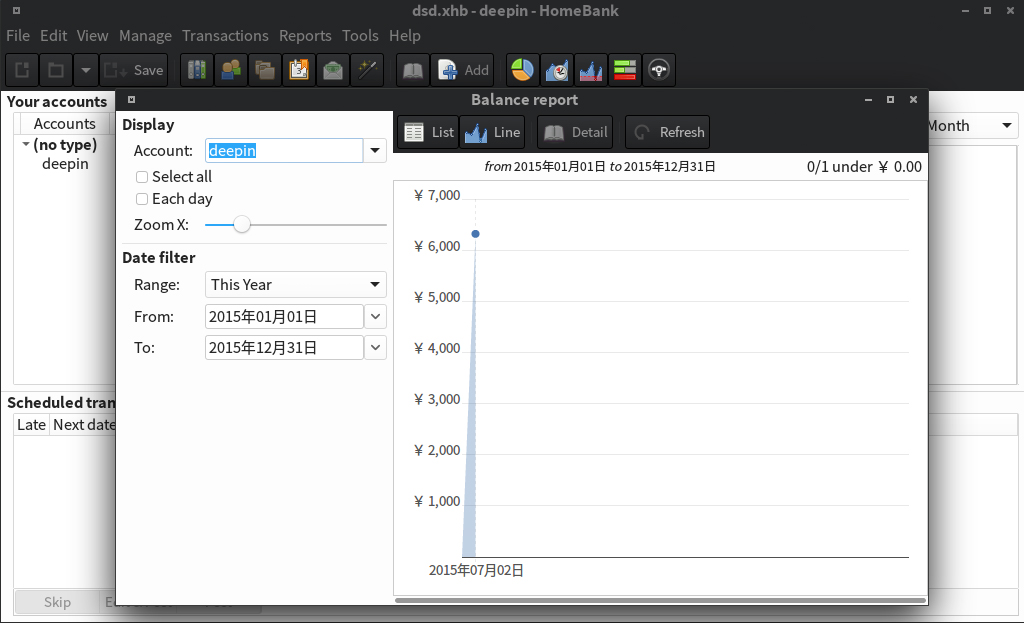 dsd.xhb - deepin - HomeBank
File Edit View Manage Transactions Reports Help Tools Help
Save
Add
Your accounts
Accounts
(no type)
deepin
Month
Balance report
Display
Account: deepin
Select all
Each day
Zoom X:
Date filter
Range: This Year
From: 2015年01月01日
To: 2015年12月31日
List Line Detail Refresh
from 2015年01月01日 to 2015年12月31日 0/1 under ¥ 0.00
¥ 7,000
¥ 6,000
¥ 5,000
¥ 4,000
¥ 3,000
¥ 2,000
¥ 1,000
2015年07月02日
Scheduled tran
Late Next date
Skip